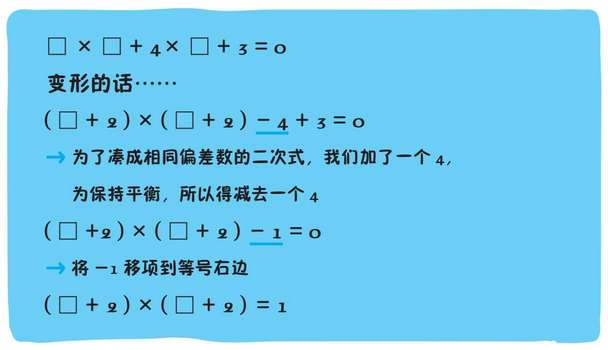 □ × □ + 4 × □ + 3 = 0
变形的话……
( □ + 2 ) × ( □ + 2 ) − 4 + 3 = 0
→ 为了凑成相同偏差数的二次式，我们加了一个 4，
为保持平衡，所以得减去一个 4
( □ +2 ) × ( □ + 2 ) − 1 = 0
→ 将 −1 移项到等号右边
( □ + 2 ) × ( □ + 2 ) = 1